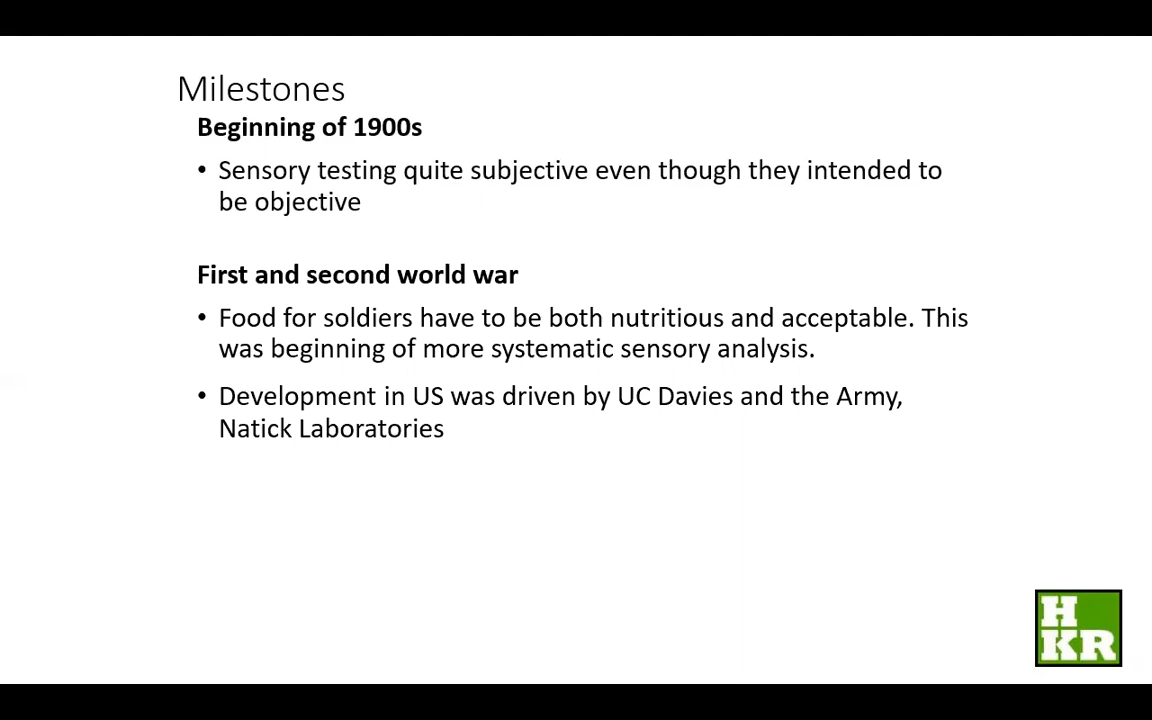 Milestones
Beginning of 1900s
• Sensory testing quite subjective even though they intended to
be objective
First and second world war
• Food for soldiers have to be both nutritious and acceptable. This
was beginning of more systematic sensory analysis.
• Development in US was driven by UC Davies and the Army,
Natick Laboratories
H
KR